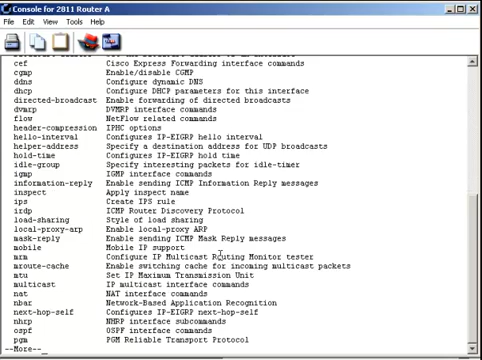 Console for 2811 Router A
File Edit View Tools Help
cef Cisco Express Forwarding interface commands
cgmp Enable/disable CGMP
ddns Configure dynamic DNS
dhcp Configure DHCP parameters for this interface
directed-broadcast Enable forwarding of directed broadcasts
dvmrp DVMRP interface commands
flow NetFlow related commands
header-compression IPHC options
hello-interval Configures IP-EIGRP hello interval
helper-address Specify a destination address for UDP broadcasts
hold-time Configures IP-EIGRP hold time
idle-group Specify interesting packets for idle-timer
igmp IGMP interface commands
information-reply Enable sending ICMP Information Reply messages
inspect Apply inspect name
ips Create IPS rule
irdp ICMP Router Discovery Protocol
load-sharing Style of load sharing
local-proxy-arp Enable local-proxy ARP
mask-reply Enable sending ICMP Mask Reply messages
mobile Mobile IP support
mrm Configure IP Multicast Routing Monitor tester
mroute-cache Enable switching cache for incoming multicast packets
mtu Set IP Maximum Transmission Unit
multicast IP multicast interface commands
nat NAT interface commands
nbar Network-Based Application Recognition
next-hop-self Configures IP-EIGRP next-hop-self
nhrp NHRP interface subcommands
ospf OSPF interface commands
pgm PGM Reliable Transport Protocol
--More--